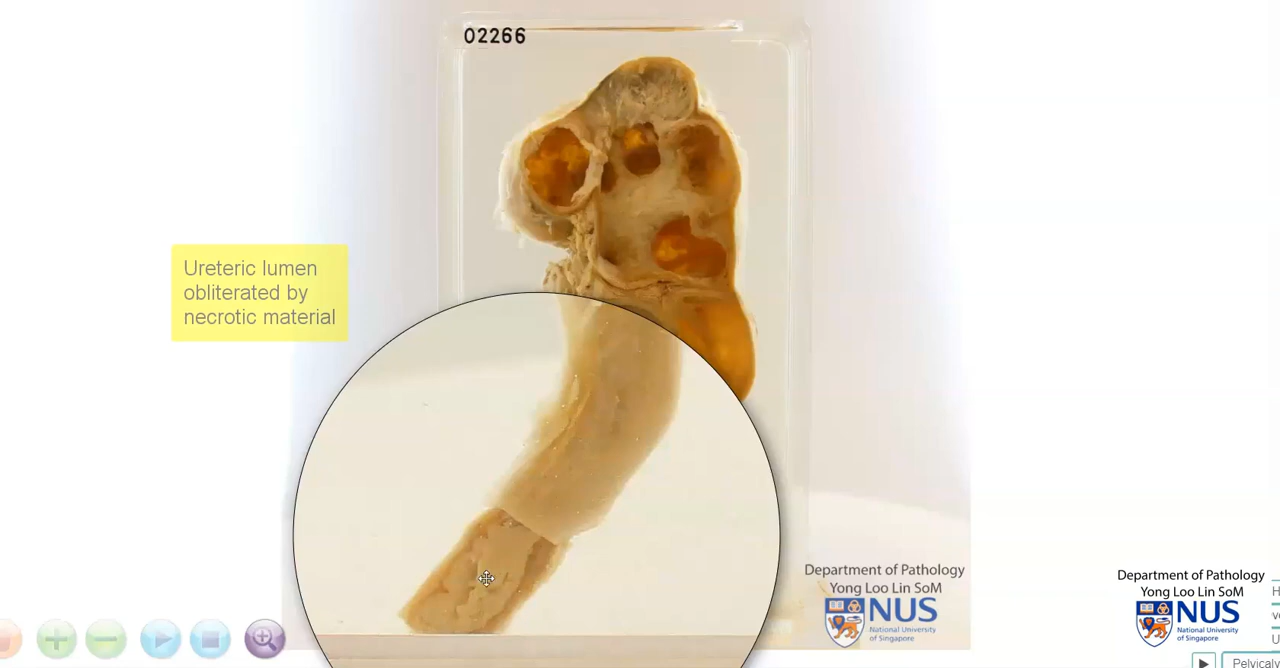 02266
Ureteric lumen
obliterated by
necrotic material
Department of Pathology
Yong Loo Lin SoM
NUS
National University
of Singapore
Department of Pathology
Yong Loo Lin SoM
NUS
National University
of Singapore
H
U